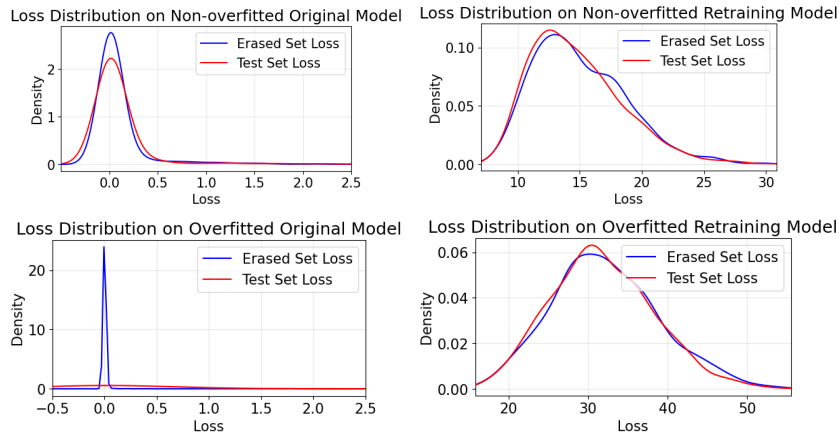 Loss Distribution on Non-overfitted Original Model
Density
2
1
0
Erased Set Loss
Test Set Loss
0.0 0.5 1.0 1.5 2.0 2.5
Loss
Loss Distribution on Non-overfitted Retraining Model
Density
0.10
0.05
0.00
Erased Set Loss
Test Set Loss
10 15 20 25 30
Loss
Loss Distribution on Overfitted Original Model
Density
20
10
0
Erased Set Loss
Test Set Loss
−0.5 0.0 0.5 1.0 1.5 2.0 2.5
Loss
Loss Distribution on Overfitted Retraining Model
Density
0.06
0.04
0.02
0.00
Erased Set Loss
Test Set Loss
20 30 40 50
Loss